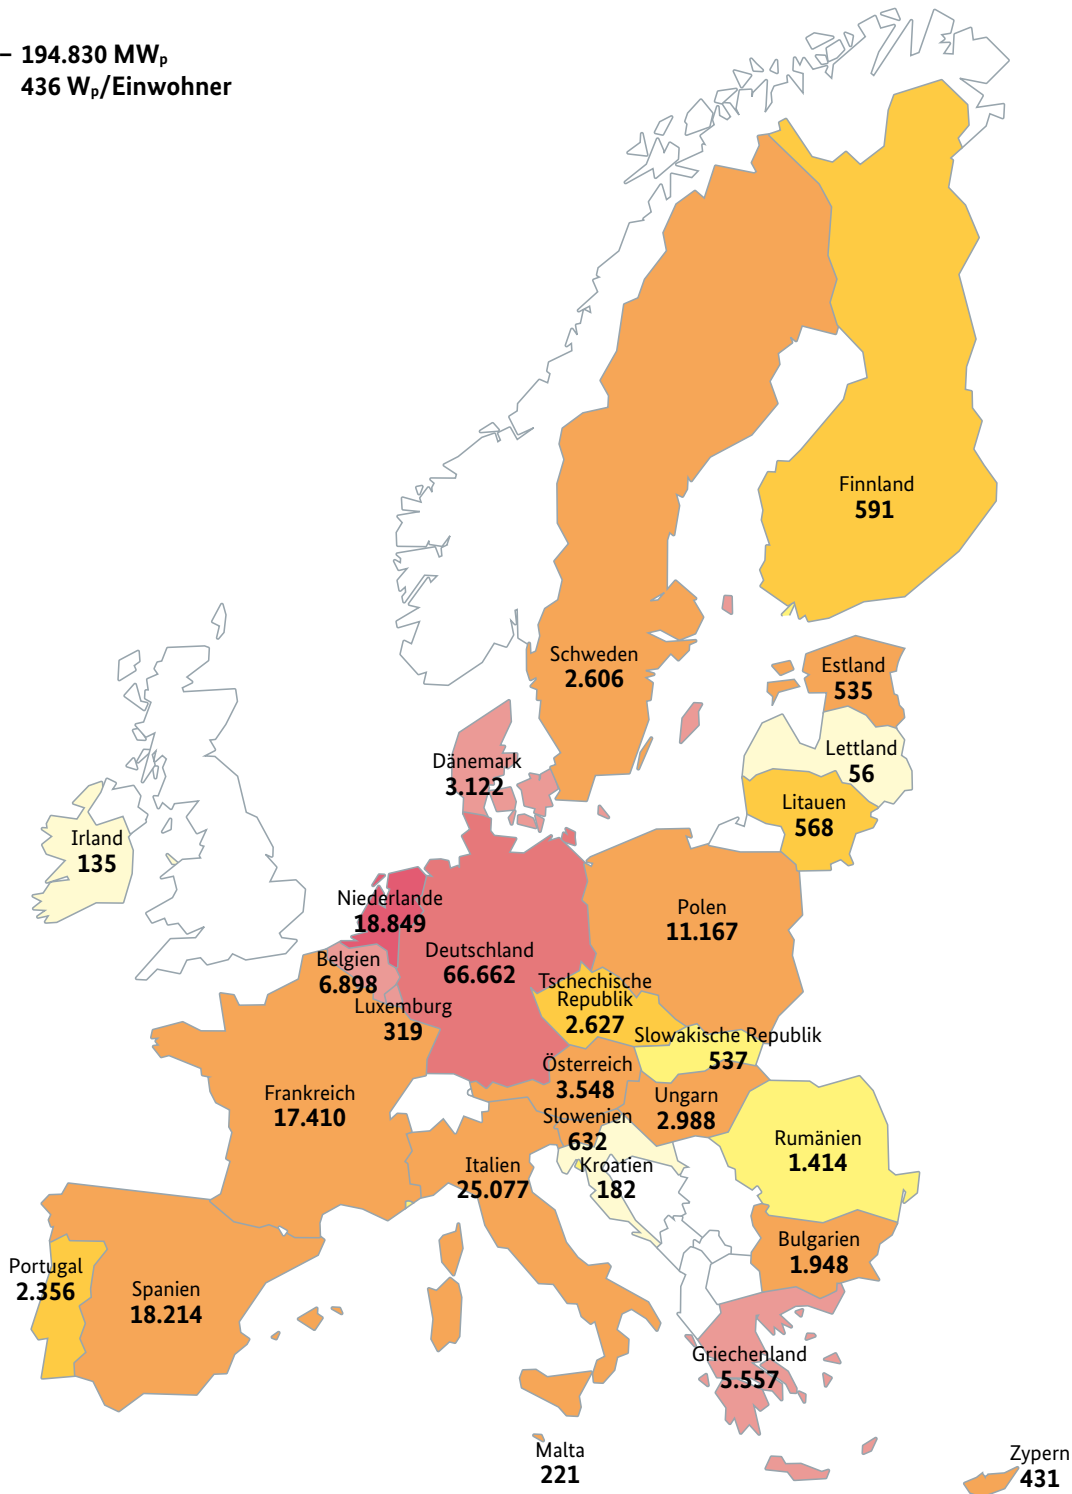 – 194.830 MWp
436 Wp/Einwohner
Finnland
591
Schweden
2.606
Estland
535
Lettland
56
Dänemark
3.122
Litauen
568
Irland
135
Niederlande
18.849
Polen
11.167
Deutschland
66.662
Belgien
6.898
Tschechische
Republik
2.627
Luxemburg
319
Slowakische Republik
537
Österreich
3.548
Frankreich
17.410
Ungarn
2.988
Slowenien
632
Rumänien
1.414
Italien
25.077
Kroatien
182
Bulgarien
1.948
Portugal
2.356
Spanien
18.214
Griechenland
5.557
Malta
221
Zypern
431